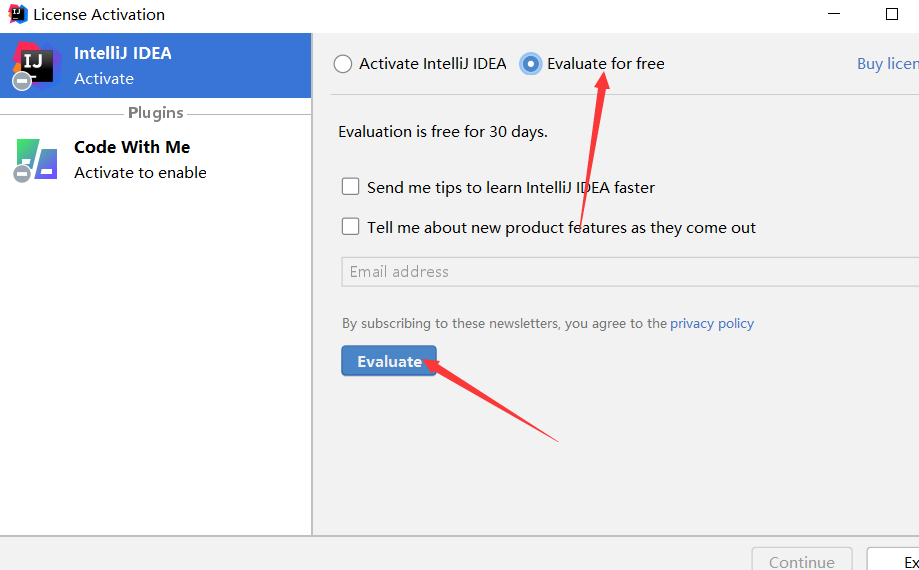 License Activation
IJ
IntelliJ IDEA
Activate
Plugins
Code With Me
Activate to enable
Activate IntelliJ IDEA Evaluate for free Buy licen
Evaluation is free for 30 days.
Send me tips to learn IntelliJ IDEA faster
Tell me about new product features as they come out
Email address
By subscribing to these newsletters, you agree to the privacy policy
Evaluate
Continue Ex